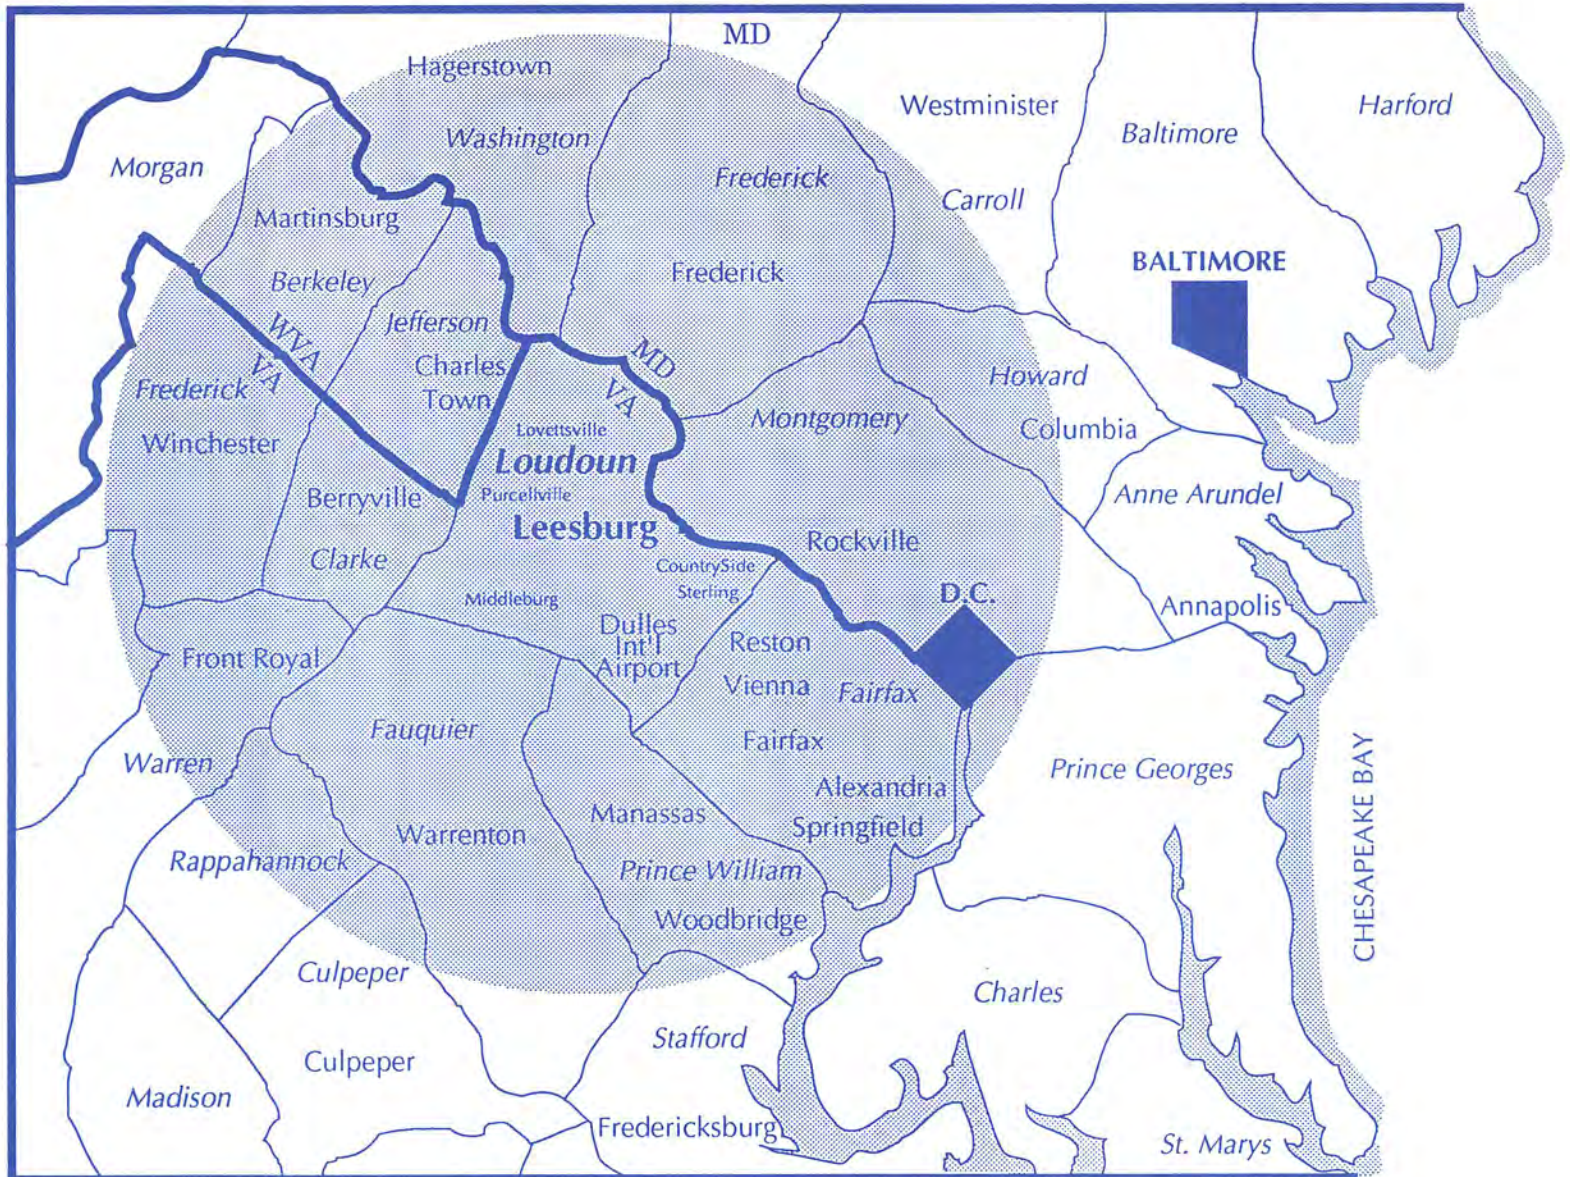 MD
Hagerstown
Westminister
Harford
Washington
Baltimore
Morgan
Frederick
Carroll
Martinsburg
BALTIMORE
Berkeley
Frederick
Jefferson
WVA
VA
MD
VA
Charles
Town
Howard
Frederick
Winchester
Montgomery
Columbia
Lovettsville
Loudoun
Purcellville
Leesburg
Berryville
Anne Arundel
Clarke
Rockville
CountrySide
Sterling
Middleburg
D.C.
Annapolis
Dulles
Int'l
Airport
Reston
Front Royal
Vienna
Fairfax
Fauquier
Fairfax
Warren
Prince Georges
CHESAPEAKE BAY
Alexandria
Manassas
Springfield
Warrenton
Rappahannock
Prince William
Woodbridge
Culpeper
Charles
Stafford
Culpeper
Madison
Fredericksburg
St. Marys